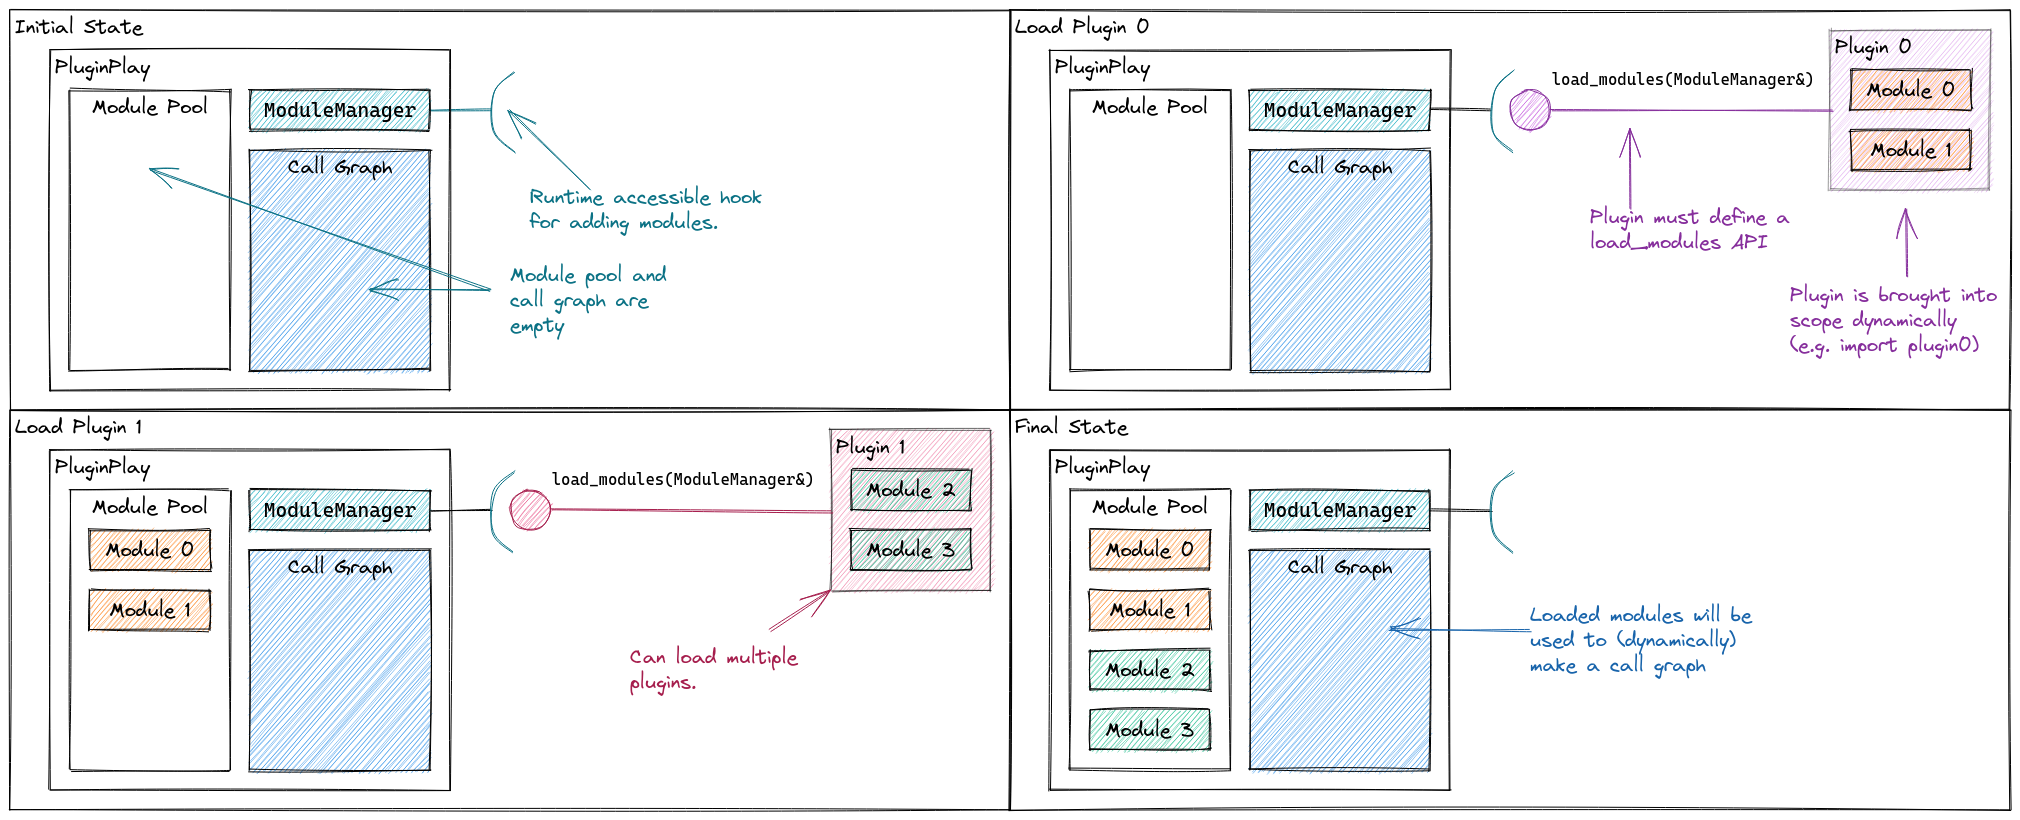 Initial State
PluginPlay
Module Pool
ModuleManager
Call Graph
Runtime accessible hook
for adding modules.
Module pool and
call graph are
empty
Load Plugin 0
PluginPlay
Module Pool
ModuleManager
Call Graph
load_modules(ModuleManager&)
Plugin 0
Module 0
Module 1
Plugin must define a
load_modules API
Plugin is brought into
scope dynamically
(e.g. import plugin0)
Load Plugin 1
PluginPlay
Module Pool
Module 0
Module 1
ModuleManager
Call Graph
load_modules(ModuleManager&)
Plugin 1
Module 2
Module 3
Can load multiple
plugins.
Final State
PluginPlay
Module Pool
Module 0
Module 1
Module 2
Module 3
ModuleManager
Call Graph
Loaded modules will be
used to (dynamically)
make a call graph